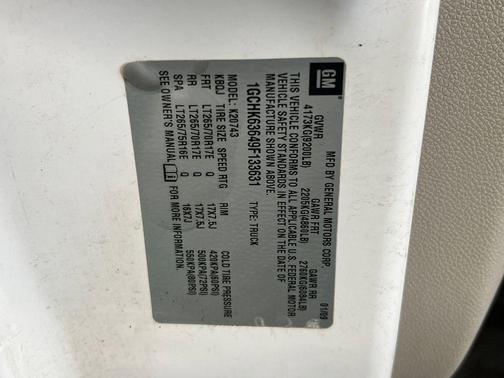 GM
MFD BY GENERAL MOTORS CORP. 01/09
GVWR GAWR FRT GAWR RR
4173KG(9200LB) 2205KG(4860LB) 2760KG(6084LB)
THIS VEHICLE CONFORMS TO ALL APPLICABLE U.S. FEDERAL MOTOR
VEHICLE SAFETY STANDARDS IN EFFECT ON THE DATE OF
MANUFACTURE SHOWN ABOVE.
1GCHK63649F133631 TYPE: TRUCK
MODEL: K20743
KBQJ TIRE SIZE SPEED RTG RIM COLD TIRE PRESSURE
FRT LT265/70R17E Q 17X7.5J 420KPA(60PSI)
RR LT265/70R17E Q 17X7.5J 500KPA(72PSI)
SPA LT265/75R16E Q 16X7J 550KPA(80PSI)
SEE OWNER'S MANUAL FOR MORE INFORMATION.